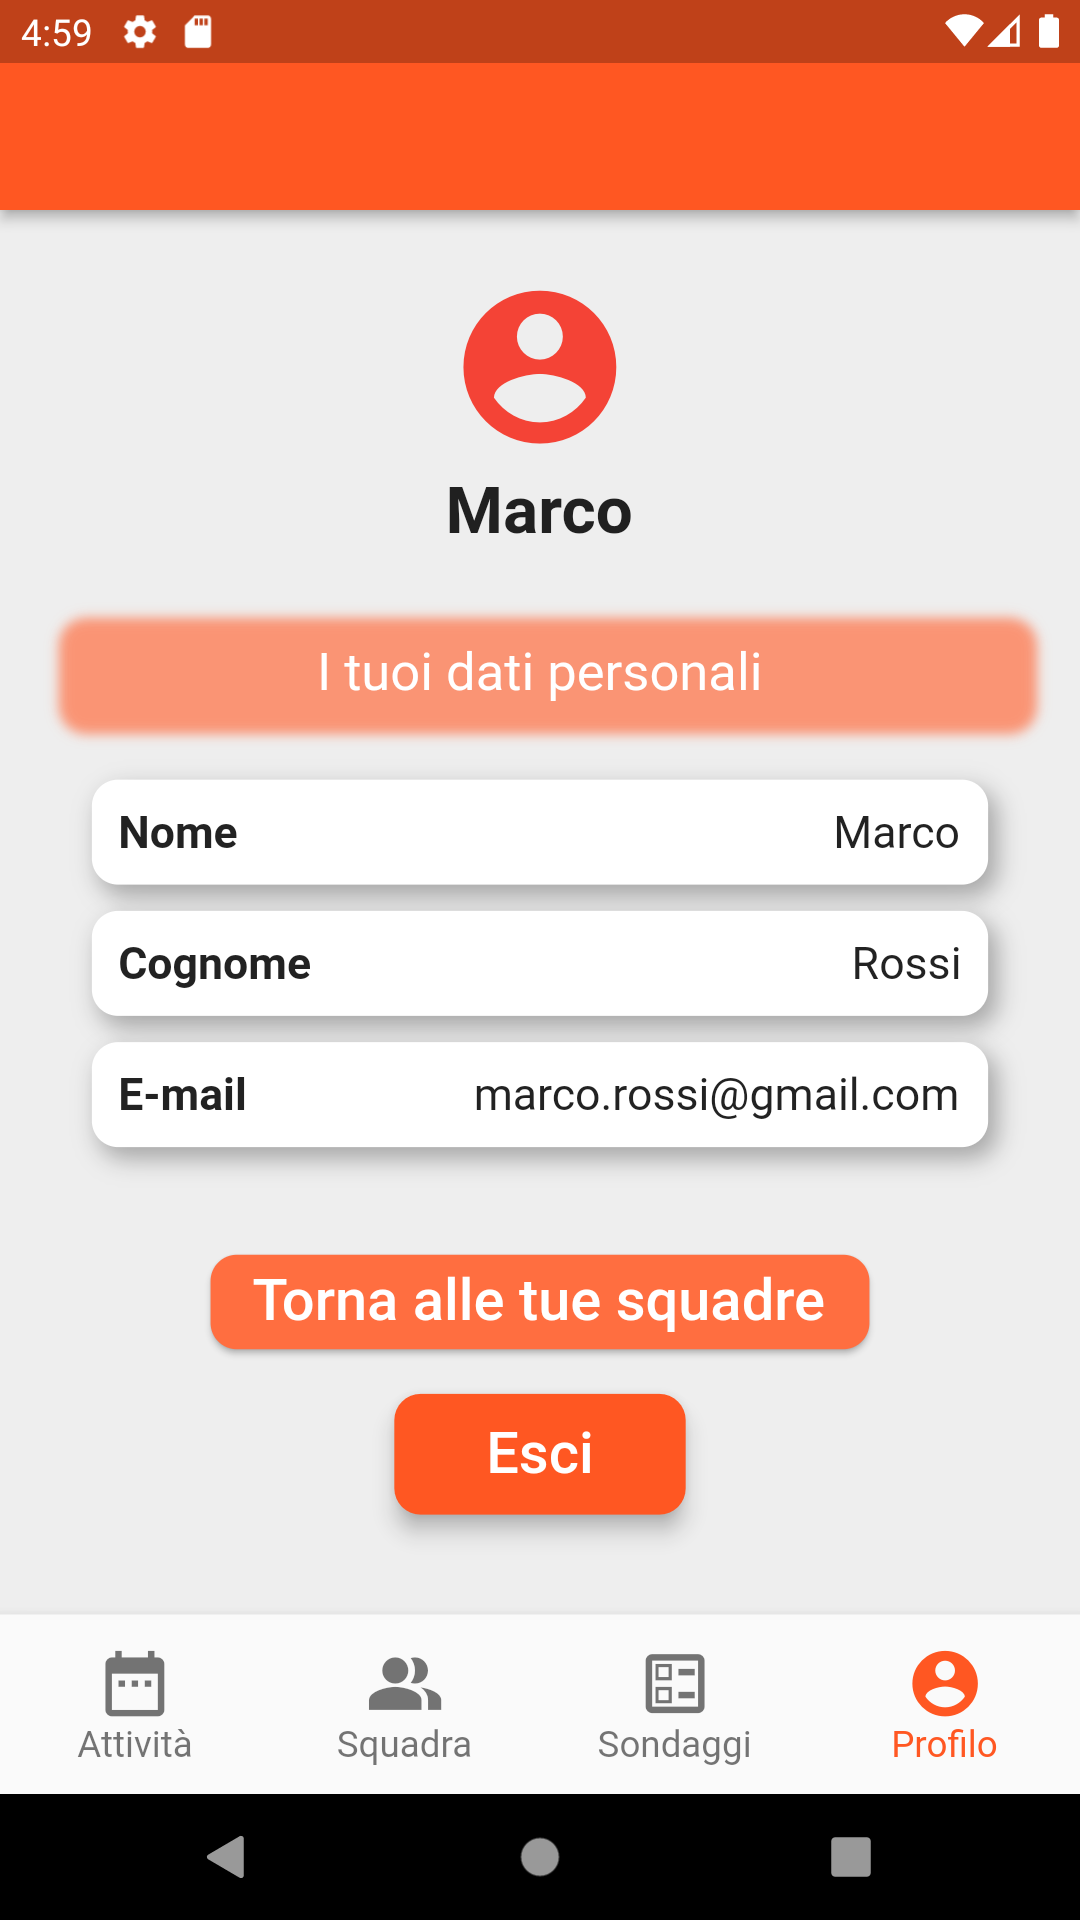 4:59
Marco
I tuoi dati personali
Nome Marco
Cognome Rossi
E-mail marco.rossi@gmail.com
Torna alle tue squadre
Esci
Attività Squadra Sondaggi Profilo